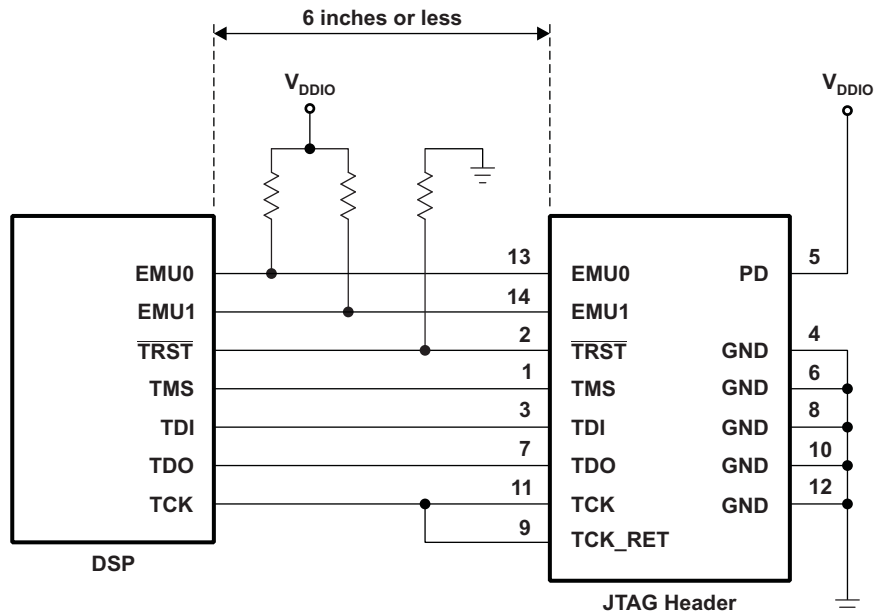 6 inches or less
VDDIO
VDDIO
13
5
EMU0
EMU0
PD
14
EMU1
EMU1
2
4
TRST
TRST
GND
1
6
TMS
TMS
GND
3
8
TDI
TDI
GND
7
10
TDO
TDO
GND
11
12
TCK
TCK
GND
9
TCK_RET
DSP
JTAG Header